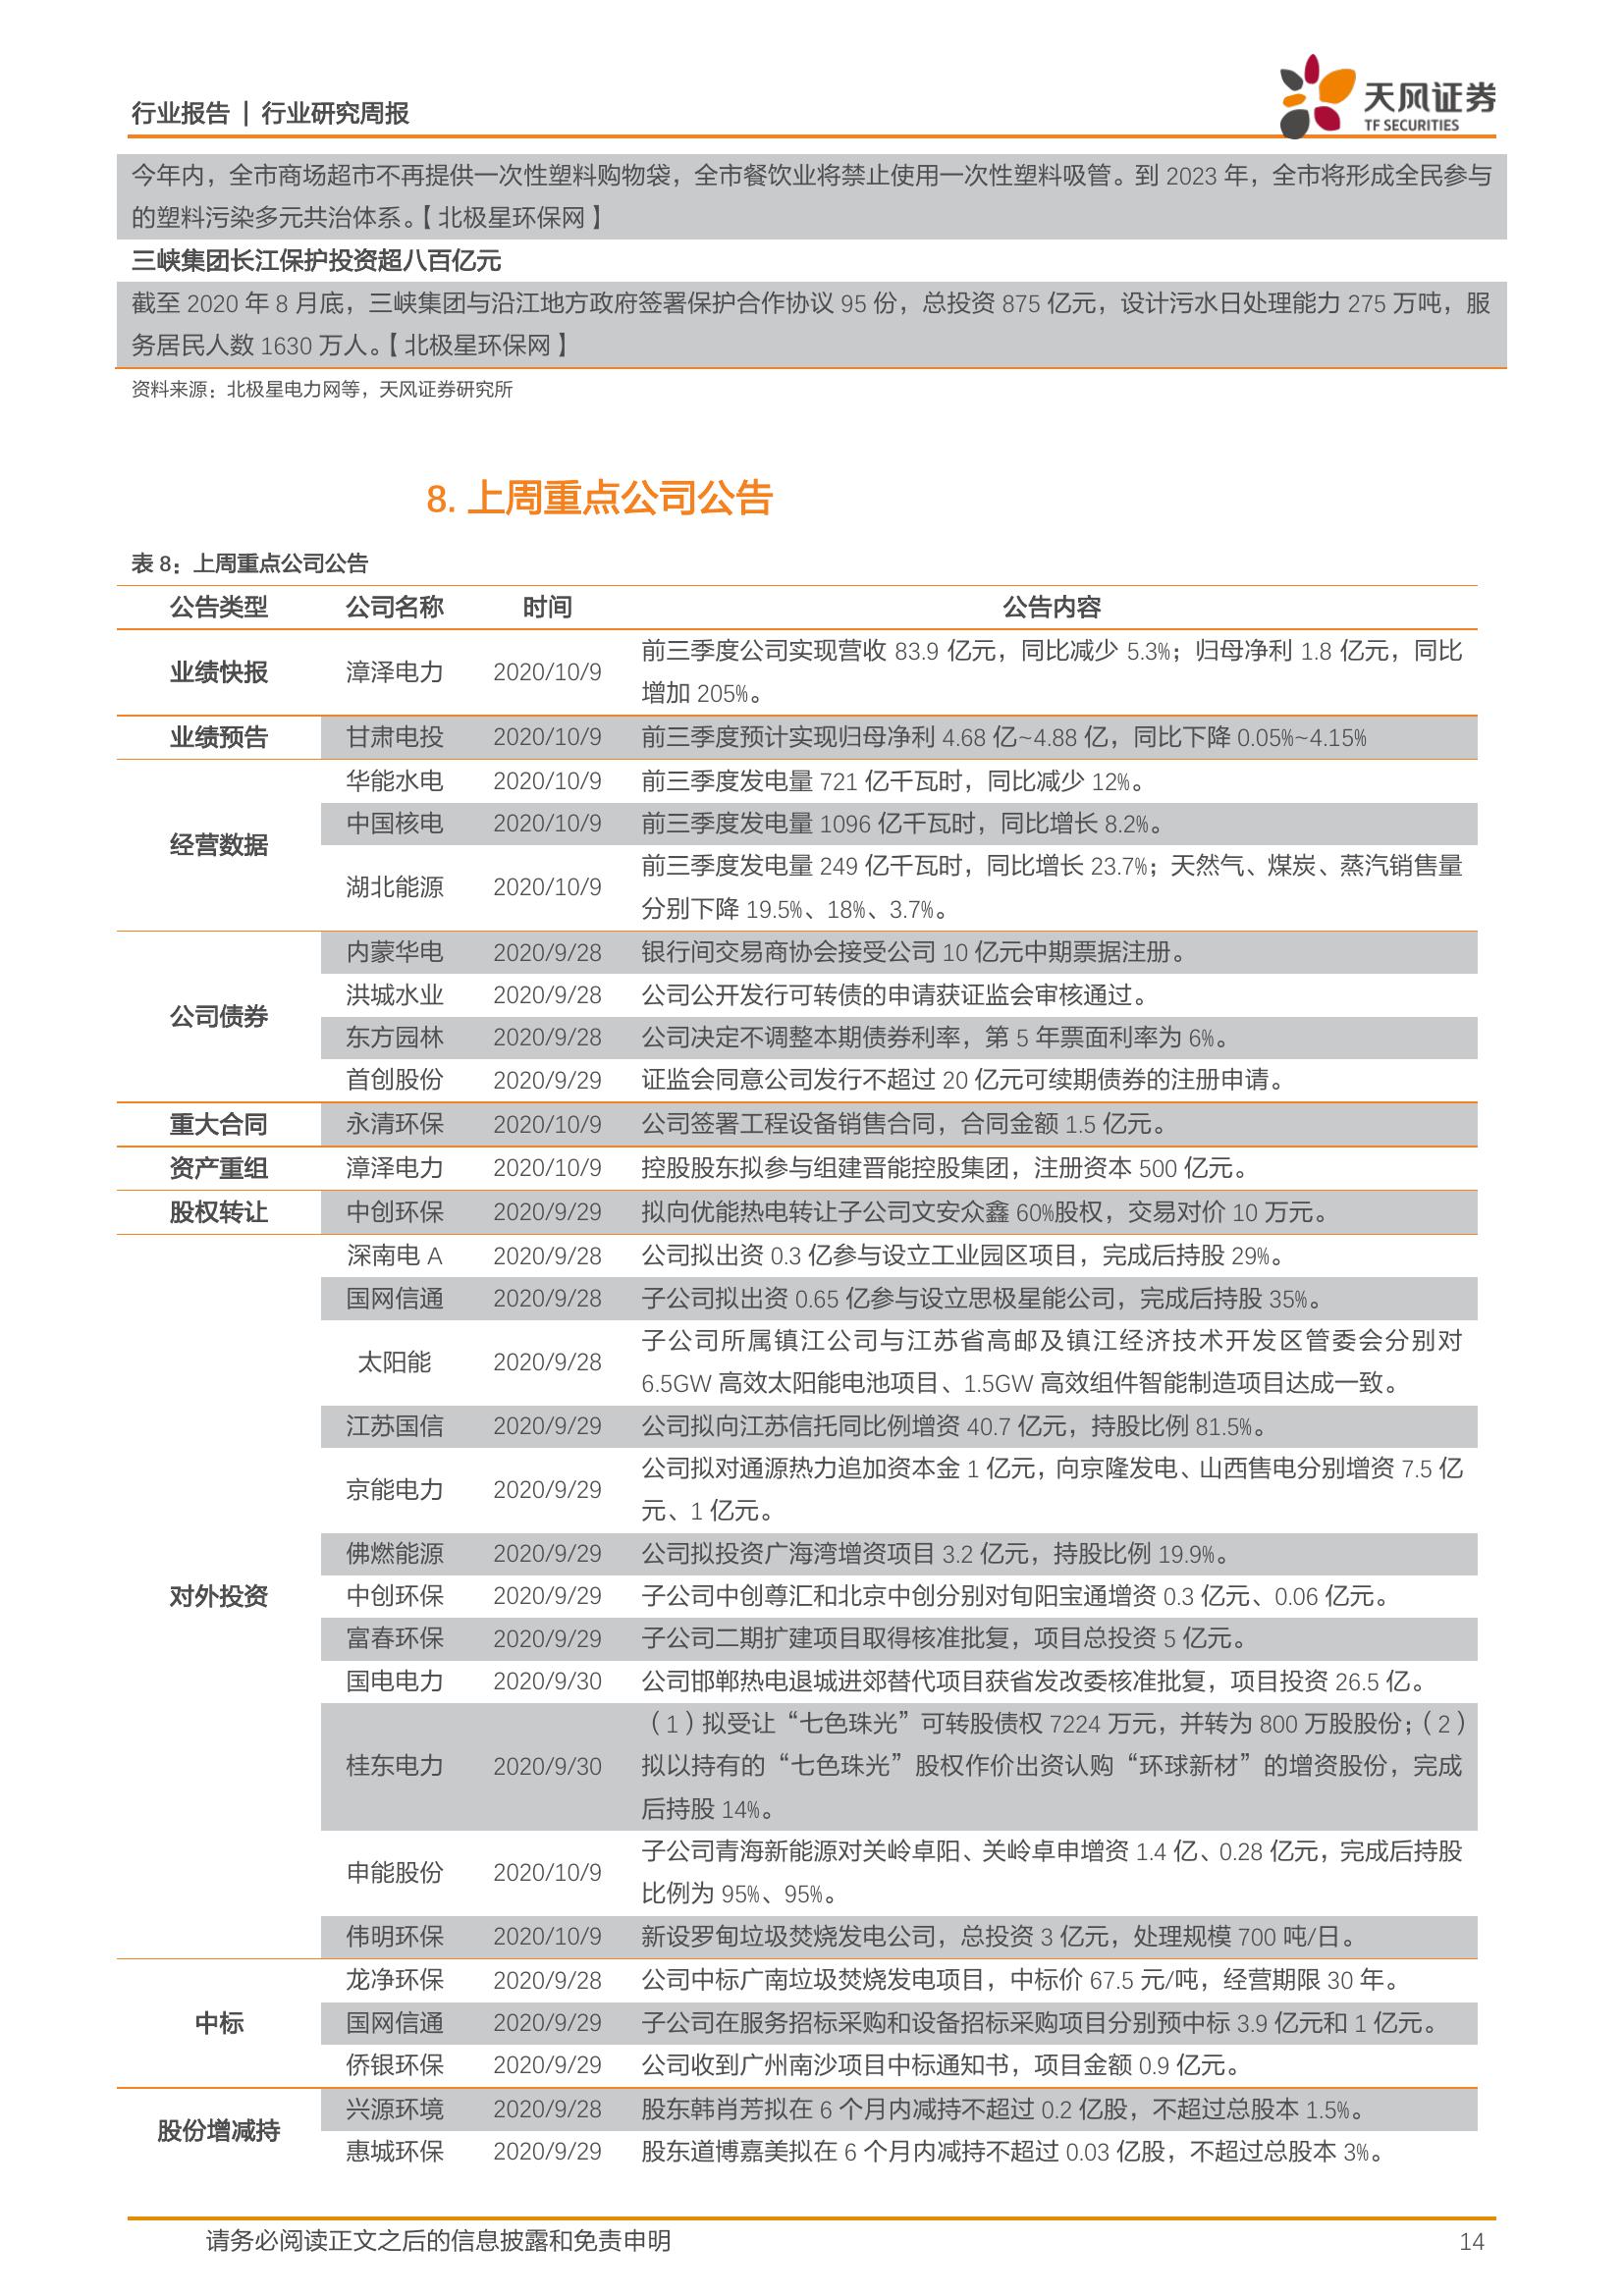 行业报告 | 行业研究周报
天风证券
TF SECURITIES
今年内，全市商场超市不再提供一次性塑料购物袋，全市餐饮业将禁止使用一次性塑料吸管。到 2023 年，全市将形成全民参与
的塑料污染多元共治体系。【北极星环保网】
三峡集团长江保护投资超八百亿元
截至 2020 年 8 月底，三峡集团与沿江地方政府签署保护合作协议 95 份，总投资 875 亿元，设计污水日处理能力 275 万吨，服
务居民人数 1630 万人。【北极星环保网】
资料来源：北极星电力网等，天风证券研究所
8. 上周重点公司公告
表 8：上周重点公司公告
公告类型 公司名称 时间 公告内容
业绩快报 漳泽电力 2020/10/9 前三季度公司实现营收 83.9 亿元，同比减少 5.3%；归母净利 1.8 亿元，同比
增加 205%。
业绩预告 甘肃电投 2020/10/9 前三季度预计实现归母净利 4.68 亿~4.88 亿，同比下降 0.05%~4.15%
经营数据 华能水电 2020/10/9 前三季度发电量 721 亿千瓦时，同比减少 12%。
中国核电 2020/10/9 前三季度发电量 1096 亿千瓦时，同比增长 8.2%。
湖北能源 2020/10/9 前三季度发电量 249 亿千瓦时，同比增长 23.7%；天然气、煤炭、蒸汽销售量
分别下降 19.5%、18%、3.7%。
公司债券 内蒙华电 2020/9/28 银行间交易商协会接受公司 10 亿元中期票据注册。
洪城水业 2020/9/28 公司公开发行可转债的申请获证监会审核通过。
东方园林 2020/9/28 公司决定不调整本期债券利率，第 5 年票面利率为 6%。
首创股份 2020/9/29 证监会同意公司发行不超过 20 亿元可续期债券的注册申请。
重大合同 永清环保 2020/10/9 公司签署工程设备销售合同，合同金额 1.5 亿元。
资产重组 漳泽电力 2020/10/9 控股股东拟参与组建晋能控股集团，注册资本 500 亿元。
股权转让 中创环保 2020/9/29 拟向优能热电转让子公司文安众鑫 60%股权，交易对价 10 万元。
对外投资 深南电 A 2020/9/28 公司拟出资 0.3 亿参与设立工业园区项目，完成后持股 29%。
国网信通 2020/9/28 子公司拟出资 0.65 亿参与设立思极星能公司，完成后持股 35%。
太阳能 2020/9/28 子公司所属镇江公司与江苏省高邮及镇江经济技术开发区管委会分别对
6.5GW 高效太阳能电池项目、1.5GW 高效组件智能制造项目达成一致。
江苏国信 2020/9/29 公司拟向江苏信托同比例增资 40.7 亿元，持股比例 81.5%。
京能电力 2020/9/29 公司拟对通源热力追加资本金 1 亿元，向京隆发电、山西售电分别增资 7.5 亿
元、1 亿元。
佛燃能源 2020/9/29 公司拟投资广海湾增资项目 3.2 亿元，持股比例 19.9%。
中创环保 2020/9/29 子公司中创尊汇和北京中创分别对旬阳宝通增资 0.3 亿元、0.06 亿元。
富春环保 2020/9/29 子公司二期扩建项目取得核准批复，项目总投资 5 亿元。
国电电力 2020/9/30 公司邯郸热电退城进郊替代项目获省发改委核准批复，项目投资 26.5 亿。
桂东电力 2020/9/30 （1）拟受让“七色珠光”可转股债权 7224 万元，并转为 800 万股股份；（2）
拟以持有的“七色珠光”股权作价出资认购“环球新材”的增资股份，完成
后持股 14%。
申能股份 2020/10/9 子公司青海新能源对关岭卓阳、关岭卓申增资 1.4 亿、0.28 亿元，完成后持股
比例为 95%、95%。
伟明环保 2020/10/9 新设罗甸垃圾焚烧发电公司，总投资 3 亿元，处理规模 700 吨/日。
中标 龙净环保 2020/9/28 公司中标广南垃圾焚烧发电项目，中标价 67.5 元/吨，经营期限 30 年。
国网信通 2020/9/29 子公司在服务招标采购和设备招标采购项目分别预中标 3.9 亿元和 1 亿元。
侨银环保 2020/9/29 公司收到广州南沙项目中标通知书，项目金额 0.9 亿元。
股份增减持 兴源环境 2020/9/28 股东韩肖芳拟在 6 个月内减持不超过 0.2 亿股，不超过总股本 1.5%。
惠城环保 2020/9/29 股东道博嘉美拟在 6 个月内减持不超过 0.03 亿股，不超过总股本 3%。
请务必阅读正文之后的信息披露和免责申明 14